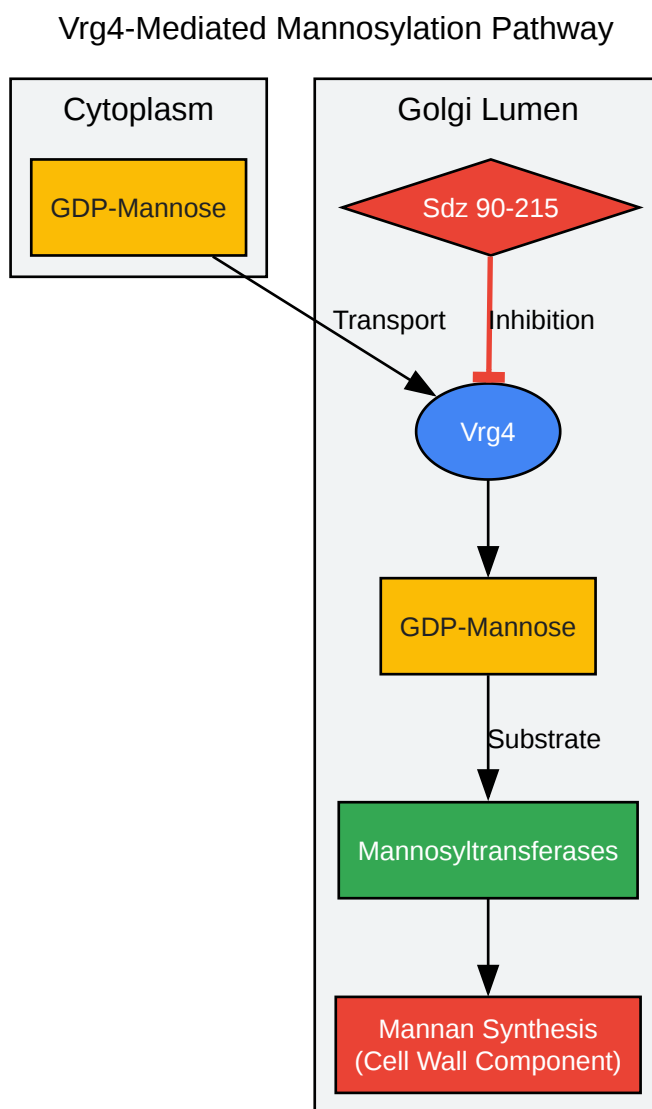 Vrg4-Mediated Mannosylation Pathway
Cytoplasm
Golgi Lumen
GDP-Mannose
Sdz 90-215
Transport
Inhibition
Vrg4
GDP-Mannose
Substrate
Mannosyltransferases
Mannan Synthesis
(Cell Wall Component)